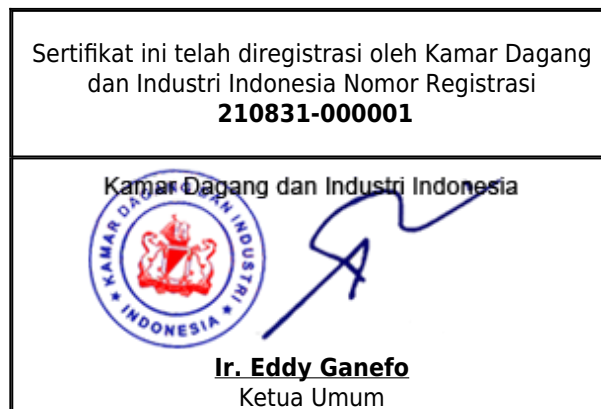 Sertifikat ini telah diregistrasi oleh Kamar Dagang
dan Industri Indonesia Nomor Registrasi
210831-000001
Kamar Dagang dan Industri Indonesia
KAMAR DAGANG DAN INDUSTRI
INDONESIA
Ir. Eddy Ganefo
Ketua Umum